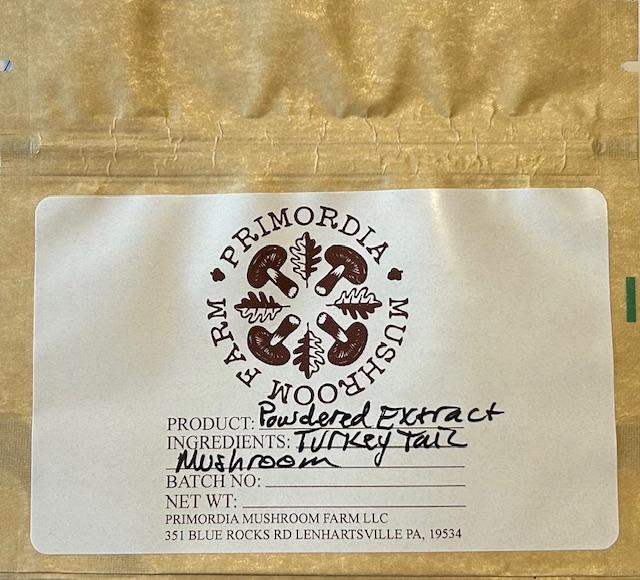 PRIMORDIA MUSHROOM FARM
PRODUCT: Powdered Extract
INGREDIENTS: Turkey Tail
Mushroom
BATCH NO:
NET WT:
PRIMORDIA MUSHROOM FARM LLC
351 BLUE ROCKS RD LENHARTSVILLE PA, 19534